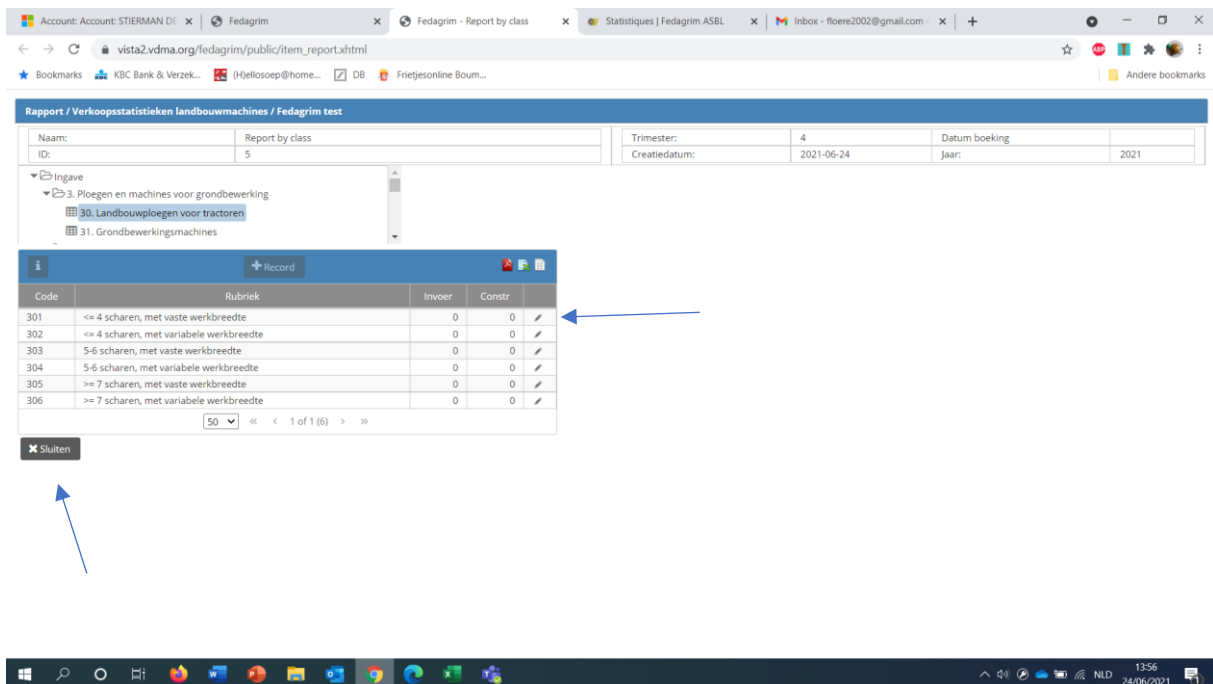 Account: Account: STIERMAN DE
Fedagrim
Fedagrim - Report by class
Statistiques | Fedagrim ASBL
Inbox - floere2002@gmail.com -
vista2.vdma.org/fedagrim/public/item_report.xhtml
ABP
Bookmarks
KBC Bank & Verzek...
(H)ellosoep@home...
DB
Frietjesonline Boum...
Andere bookmarks
Rapport / Verkoopsstatistieken landbouwmachines / Fedagrim test
Naam: Report by class Trimester: 4 Datum boeking
ID: 5 Creatiedatum: 2021-06-24 Jaar: 2021
Ingave
3. Ploegen en machines voor grondbewerking
30. Landbouwploegen voor tractoren
31. Grondbewerkingsmachines
i + Record
Code Rubriek Invoer Constr
301 <= 4 scharen, met vaste werkbreedte 0 0
302 <= 4 scharen, met variabele werkbreedte 0 0
303 5-6 scharen, met vaste werkbreedte 0 0
304 5-6 scharen, met variabele werkbreedte 0 0
305 >= 7 scharen, met vaste werkbreedte 0 0
306 >= 7 scharen, met variabele werkbreedte 0 0
50 « < 1 of 1 (6) > »
Sluiten
NLD
13:56
24/06/2021